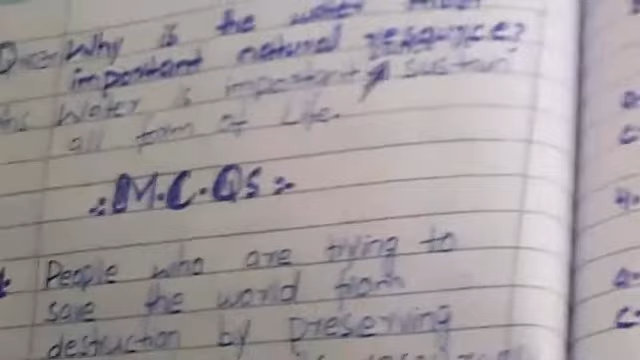 Why is the water
important natural resource?
Water is important & sustain
all form of Life.
:M.C.Qs:-
People who are trying to
save the world from
destruction by preserving